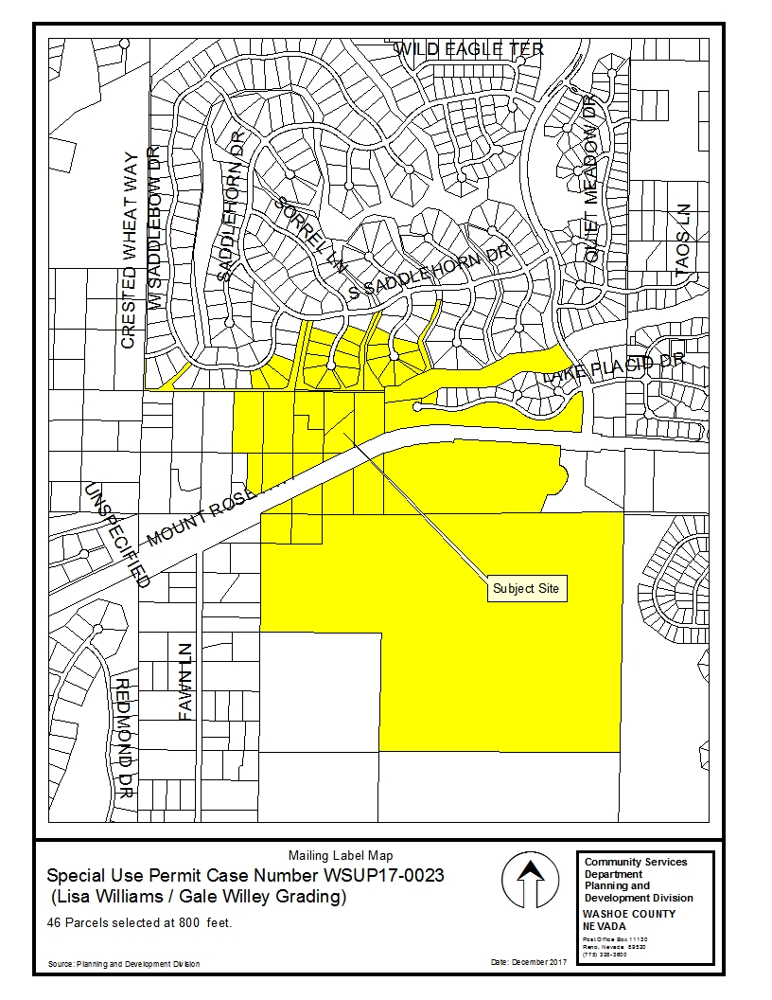 WILD EAGLE TER
QUIET MEADOW DR
CRESTED WHEAT WAY
W SADDLEBOW DR
SADDLEHORN DR
SORREL LN
S SADDLEHORN DR
TAOS LN
LAKE PLACID DR
UNSPECIFIED
MOUNT ROSE
Subject Site
FAWN LN
REDMOND DR
Mailing Label Map
Special Use Permit Case Number WSUP17-0023
(Lisa Williams / Gale Willey Grading)
46 Parcels selected at 800 feet.
Source: Planning and Development Division
Date: December 2017
Community Services
Department
Planning and
Development Division
WASHOE COUNTY
NEVADA
Post Office Box 11130
Reno, Nevada 89520
(775) 328-3600